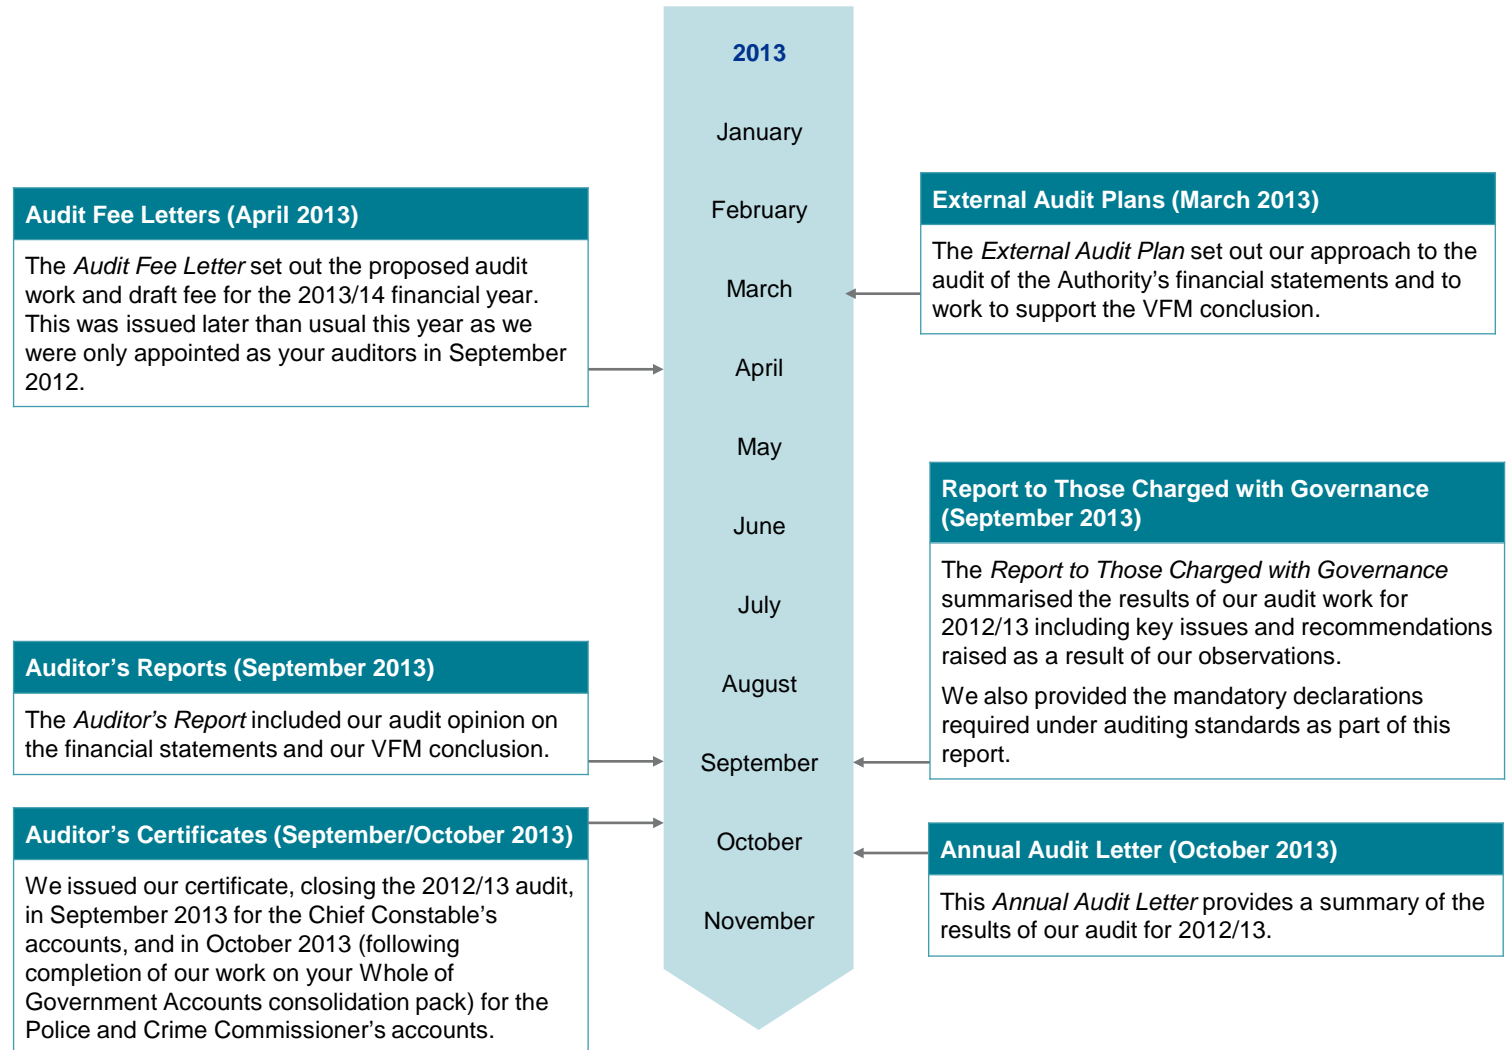 2013
January
February
March
April
May
June
July
August
September
October
November
Audit Fee Letters (April 2013)
The Audit Fee Letter set out the proposed audit
work and draft fee for the 2013/14 financial year.
This was issued later than usual this year as we
were only appointed as your auditors in September
2012.
External Audit Plans (March 2013)
The External Audit Plan set out our approach to the
audit of the Authority’s financial statements and to
work to support the VFM conclusion.
Report to Those Charged with Governance
(September 2013)
The Report to Those Charged with Governance
summarised the results of our audit work for
2012/13 including key issues and recommendations
raised as a result of our observations.
We also provided the mandatory declarations
required under auditing standards as part of this
report.
Auditor’s Reports (September 2013)
The Auditor’s Report included our audit opinion on
the financial statements and our VFM conclusion.
Auditor’s Certificates (September/October 2013)
We issued our certificate, closing the 2012/13 audit,
in September 2013 for the Chief Constable’s
accounts, and in October 2013 (following
completion of our work on your Whole of
Government Accounts consolidation pack) for the
Police and Crime Commissioner’s accounts.
Annual Audit Letter (October 2013)
This Annual Audit Letter provides a summary of the
results of our audit for 2012/13.